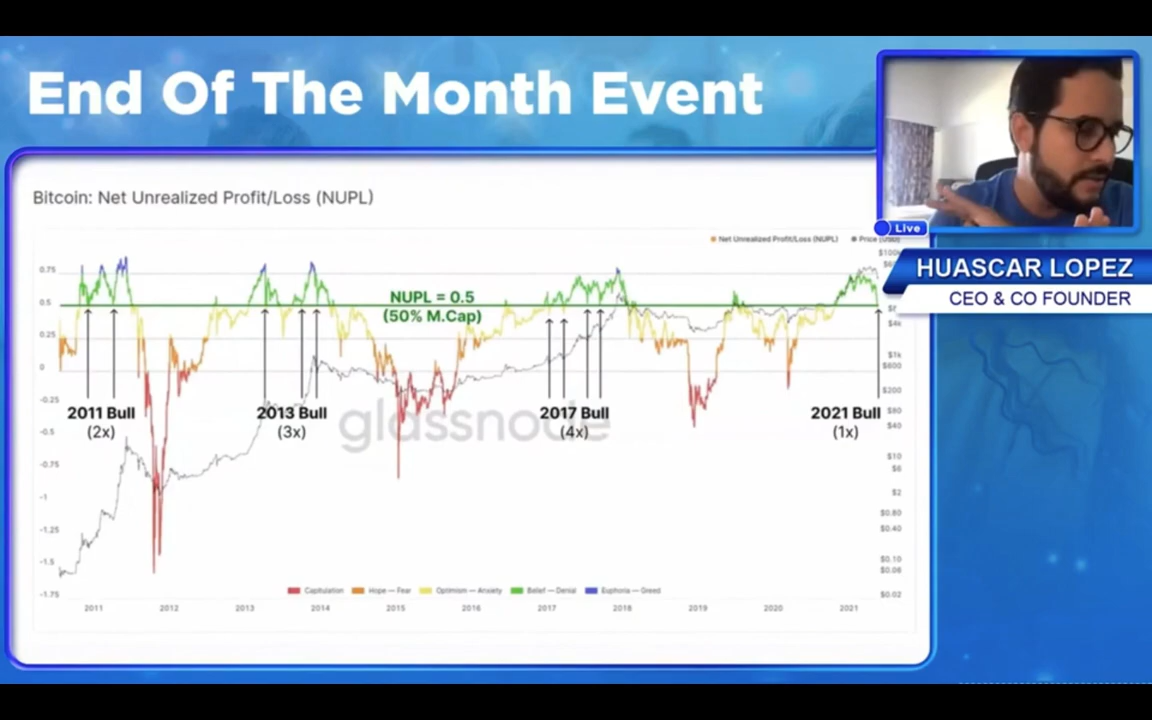 End Of The Month Event
Bitcoin: Net Unrealized Profit/Loss (NUPL)
Net Unrealized Profit/Loss (NUPL)
Price (USD)
Live
HUASCAR LOPEZ
CEO & CO FOUNDER
NUPL = 0.5
(50% M.Cap)
0.75
0.5
0.25
0
-0.25
-0.5
-0.75
-1
-1.25
-1.5
-1.75
$4k
$1k
$600
$200
$80
$40
$10
$6
$2
$0.80
$0.40
$0.10
$0.08
$0.02
2011 Bull
(2x)
2013 Bull
(3x)
2017 Bull
(4x)
2021 Bull
(1x)
glassnode
Capitulation
Hope — Fear
Optimism — Anxiety
Belief — Denial
Euphoria — Greed
2011 2012 2013 2014 2015 2016 2017 2018 2019 2020 2021